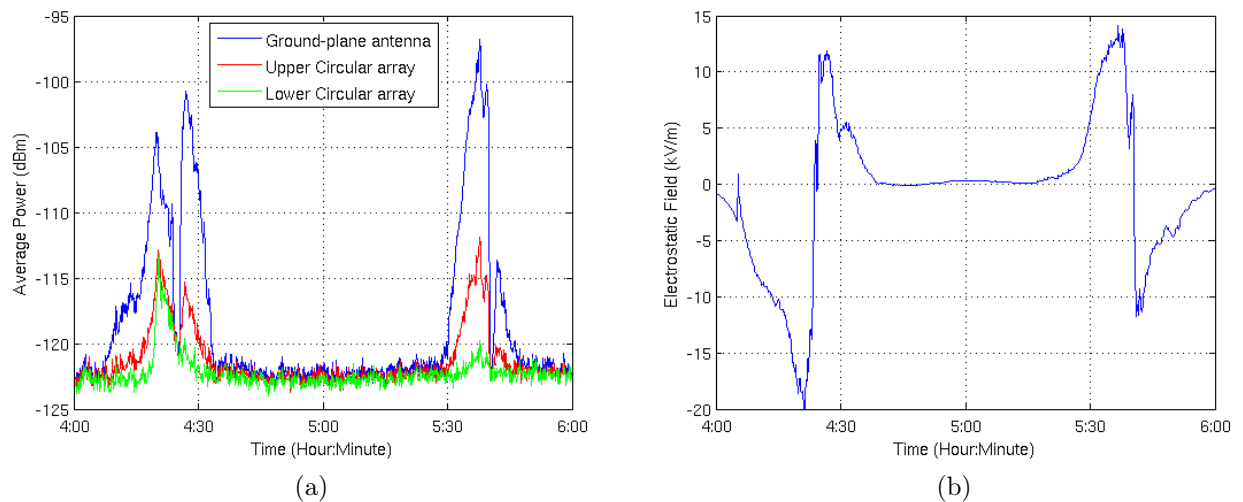 -95
-100
-105
-110
-115
-120
-125
Average Power (dBm)
Ground-plane antenna
Upper Circular array
Lower Circular array
4:00 4:30 5:00 5:30 6:00
Time (Hour:Minute)
(a)
15
10
5
0
-5
-10
-15
-20
Electrostatic Field (kV/m)
4:00 4:30 5:00 5:30 6:00
Time (Hour:Minute)
(b)